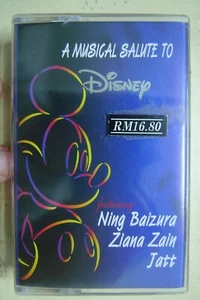 A MUSICAL SALUTE TO
Disney
RM16.80
featuring
Ning Baizura
Ziana Zain
Jatt